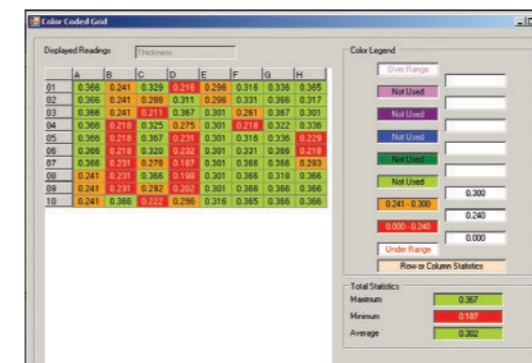 Color Coded Grid
Displayed Readings Thickness
A B C D E F G H
01 0.366 0.241 0.329 0.216 0.296 0.316 0.336 0.365
02 0.366 0.241 0.288 0.311 0.296 0.331 0.366 0.317
03 0.366 0.241 0.211 0.367 0.301 0.261 0.367 0.301
04 0.366 0.218 0.325 0.275 0.301 0.218 0.322 0.336
05 0.366 0.218 0.367 0.231 0.301 0.316 0.336 0.229
06 0.366 0.218 0.320 0.232 0.301 0.331 0.366 0.218
07 0.366 0.231 0.278 0.187 0.301 0.366 0.366 0.293
08 0.241 0.231 0.366 0.198 0.301 0.366 0.318 0.366
09 0.241 0.231 0.292 0.202 0.301 0.366 0.366 0.366
10 0.241 0.366 0.222 0.296 0.316 0.365 0.366 0.366
Color Legend
Over Range
Not Used
Not Used
Not Used
Not Used
Not Used
0.300
0.241 - 0.300
0.240
0.000 - 0.240
0.000
Under Range
Row or Column Statistics
Total Statistics
Maximum 0.367
Minimum 0.187
Average 0.302